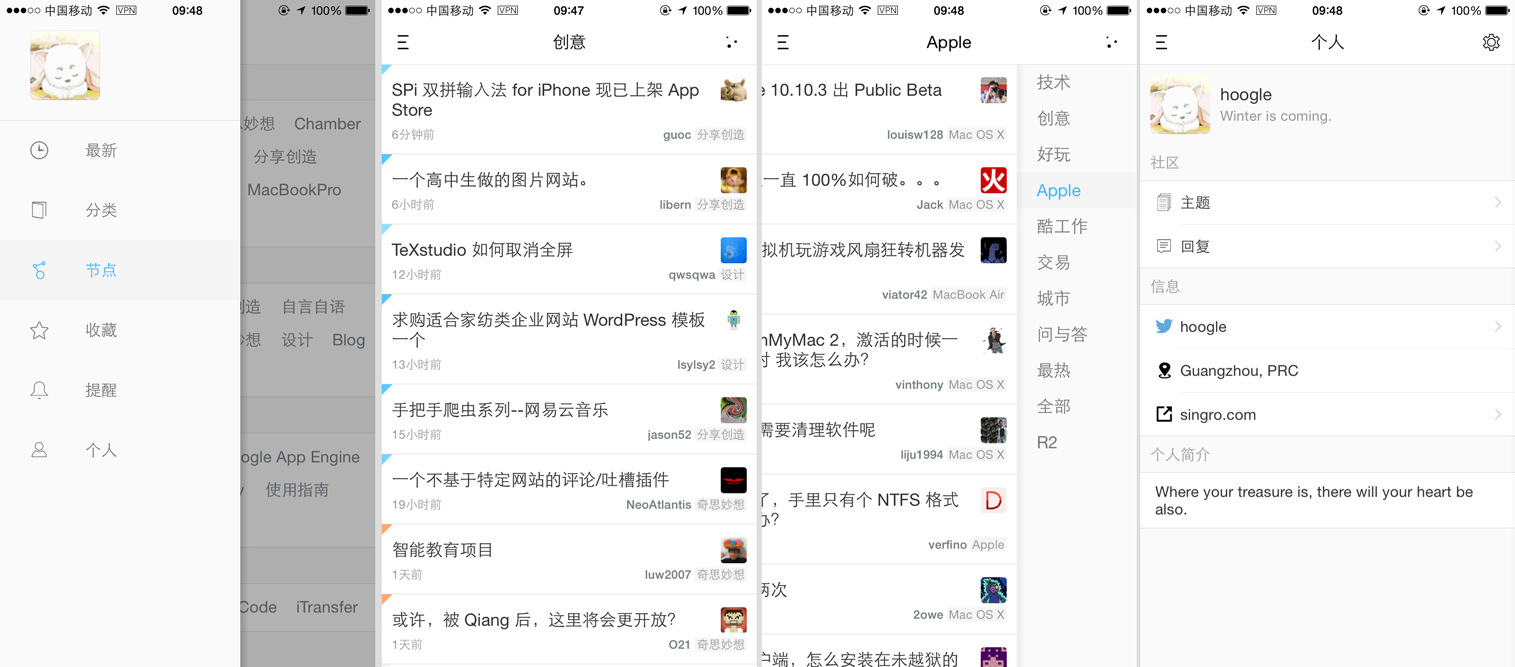 中国移动 VPN 09:48
100%
最新
分类
节点
收藏
提醒
个人
妙想 Chamber
分享创造
MacBookPro
创造 自言自语
妙想 设计 Blog
ogle App Engine
y 使用指南
Code iTransfer
中国移动 VPN 09:47 100%
创意
SPi 双拼输入法 for iPhone 现已上架 App
Store
6分钟前 guoc 分享创造
一个高中生做的图片网站。
6小时前 libern 分享创造
TeXstudio 如何取消全屏
12小时前 qwsqwa 设计
求购适合家纺类企业网站 WordPress 模板
一个
13小时前 lsylsy2 设计
手把手爬虫系列--网易云音乐
15小时前 jason52 分享创造
一个不基于特定网站的评论/吐槽插件
19小时前 NeoAtlantis 奇思妙想
智能教育项目
1天前 luw2007 奇思妙想
或许，被 Qiang 后，这里将会更开放？
1天前 O21 奇思妙想
中国移动 VPN 09:48 100%
Apple
e 10.10.3 出 Public Beta
louisw128 Mac OS X
一直 100%如何破。。。
火
Jack Mac OS X
拟机玩游戏风扇狂转机器发
viator42 MacBook Air
nMyMac 2，激活的时候一
时 我该怎么办？
vinthony Mac OS X
需要清理软件呢
liju1994 Mac OS X
了，手里只有个 NTFS 格式
办？
D
verfino Apple
两次
2owe Mac OS X
户端，怎么安装在未越狱的
技术
创意
好玩
Apple
酷工作
交易
城市
问与答
最热
全部
R2
中国移动 VPN 09:48 100%
个人
hoogle
Winter is coming.
社区
主题
回复
信息
hoogle
Guangzhou, PRC
singro.com
个人简介
Where your treasure is, there will your heart be
also.